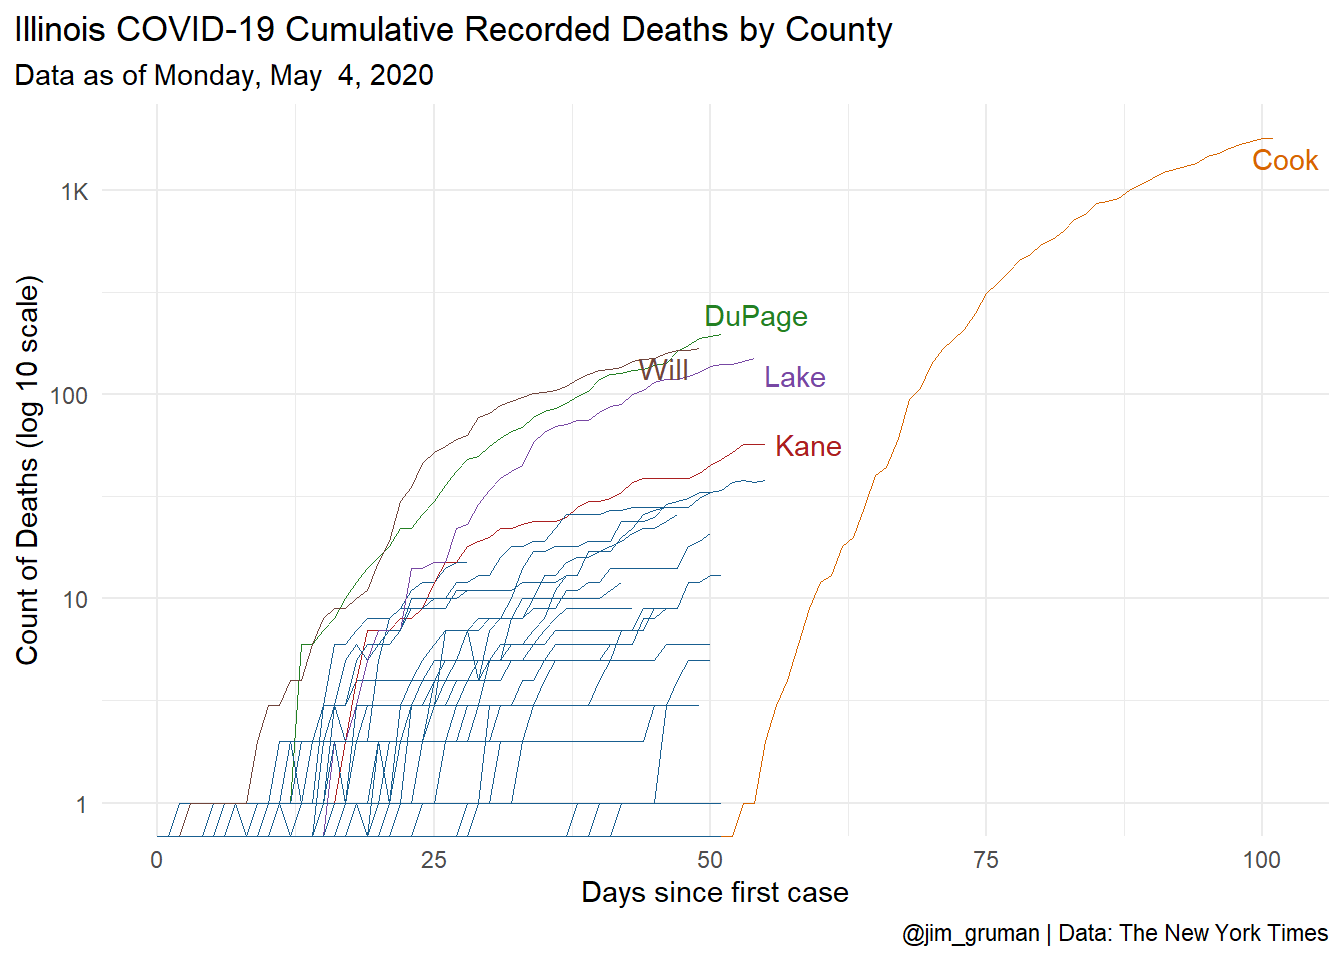 Illinois COVID-19 Cumulative Recorded Deaths by County
Data as of Monday, May  4, 2020
Count of Deaths (log 10 scale)
1K
100
10
1
Cook
DuPage
Will
Lake
Kane
0
25
50
75
100
Days since first case
@jim_gruman | Data: The New York Times